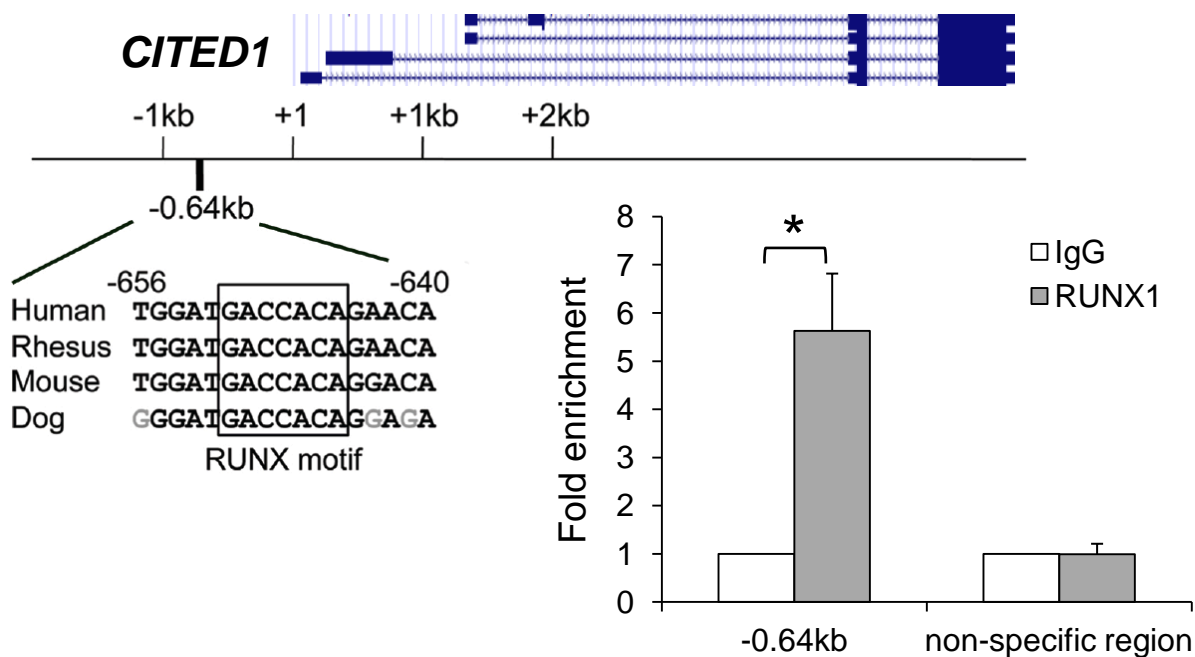 CITED1
-1kb +1 +1kb +2kb
-0.64kb
-656 -640
Human TGGATGACCACAGAACA
Rhesus TGGATGACCACAGAACA
Mouse TGGATGACCACAGGACA
Dog GGGATGACCACAGGAGA
RUNX motif
8
7
6
5
4
3
2
1
0
Fold enrichment
*
IgG
RUNX1
-0.64kb non-specific region